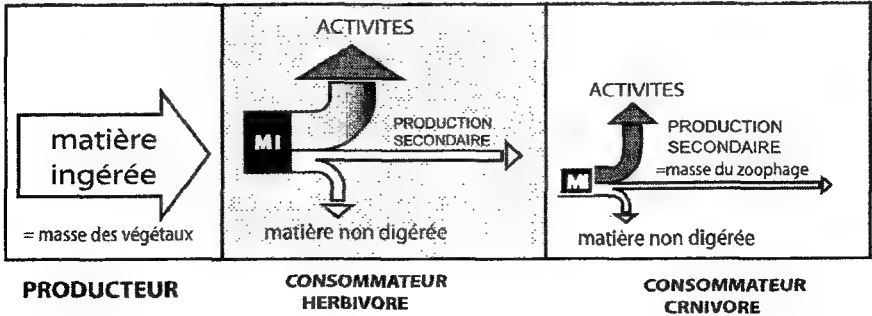 matière
ingérée
= masse des végétaux
PRODUCTEUR
ACTIVITES
MI
PRODUCTION
SECONDAIRE
matière non digérée
CONSOMMATEUR
HERBIVORE
ACTIVITES
MI
PRODUCTION
SECONDAIRE
=masse du zoophage
matière non digérée
CONSOMMATEUR
CRNIVORE